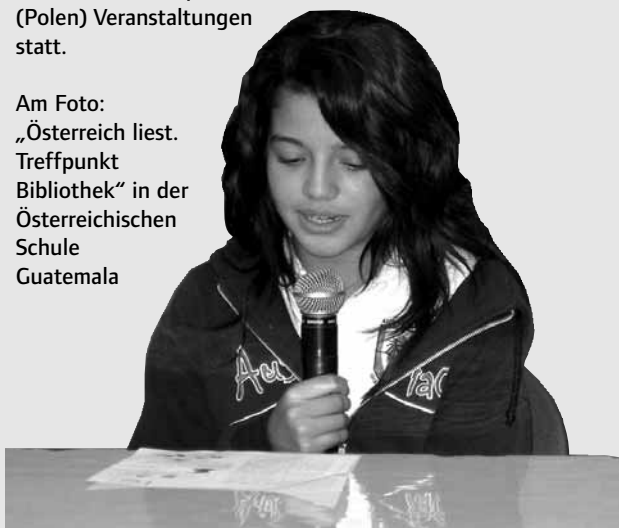 (Polen) Veranstaltungen
statt.
Am Foto:
„Österreich liest.
Treffpunkt
Bibliothek“ in der
Österreichischen
Schule
Guatemala